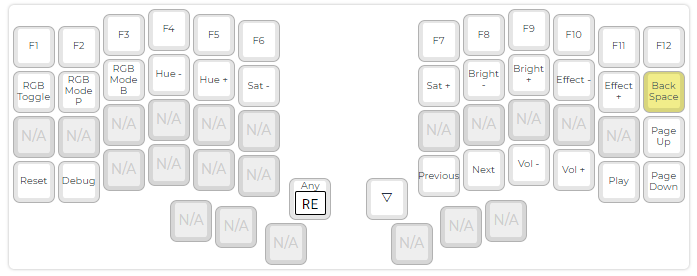 F1 F2 F3 F4 F5 F6 F7 F8 F9 F10 F11 F12
RGB Toggle RGB Mode P RGB Mode B Hue - Hue + Sat - Sat + Bright - Bright + Effect - Effect + Back Space
N/A N/A N/A N/A N/A N/A N/A N/A N/A N/A N/A Page Up
Reset Debug N/A N/A N/A N/A Previous Next Vol - Vol + Play Page Down
Any
RE ▽
N/A N/A N/A N/A N/A N/A